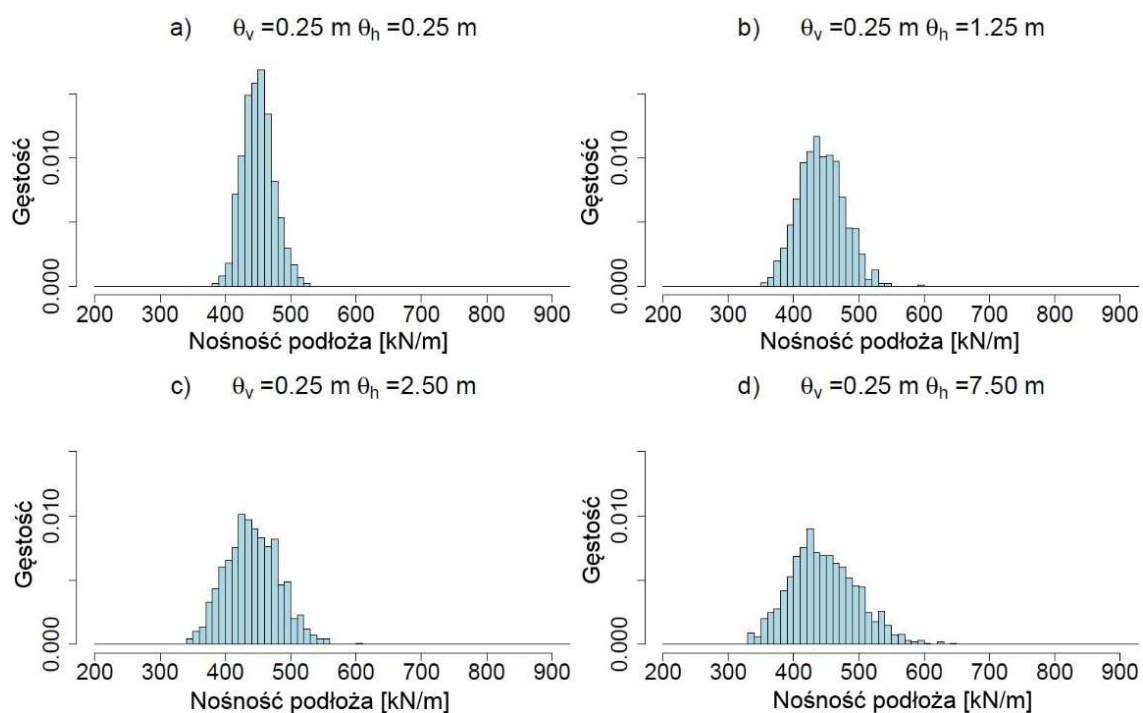 a) θv =0.25 m θh =0.25 m
Gęstość
0.000 0.010
200 300 400 500 600 700 800 900
Nośność podłoża [kN/m]
b) θv =0.25 m θh =1.25 m
Gęstość
0.000 0.010
200 300 400 500 600 700 800 900
Nośność podłoża [kN/m]
c) θv =0.25 m θh =2.50 m
Gęstość
0.000 0.010
200 300 400 500 600 700 800 900
Nośność podłoża [kN/m]
d) θv =0.25 m θh =7.50 m
Gęstość
0.000 0.010
200 300 400 500 600 700 800 900
Nośność podłoża [kN/m]